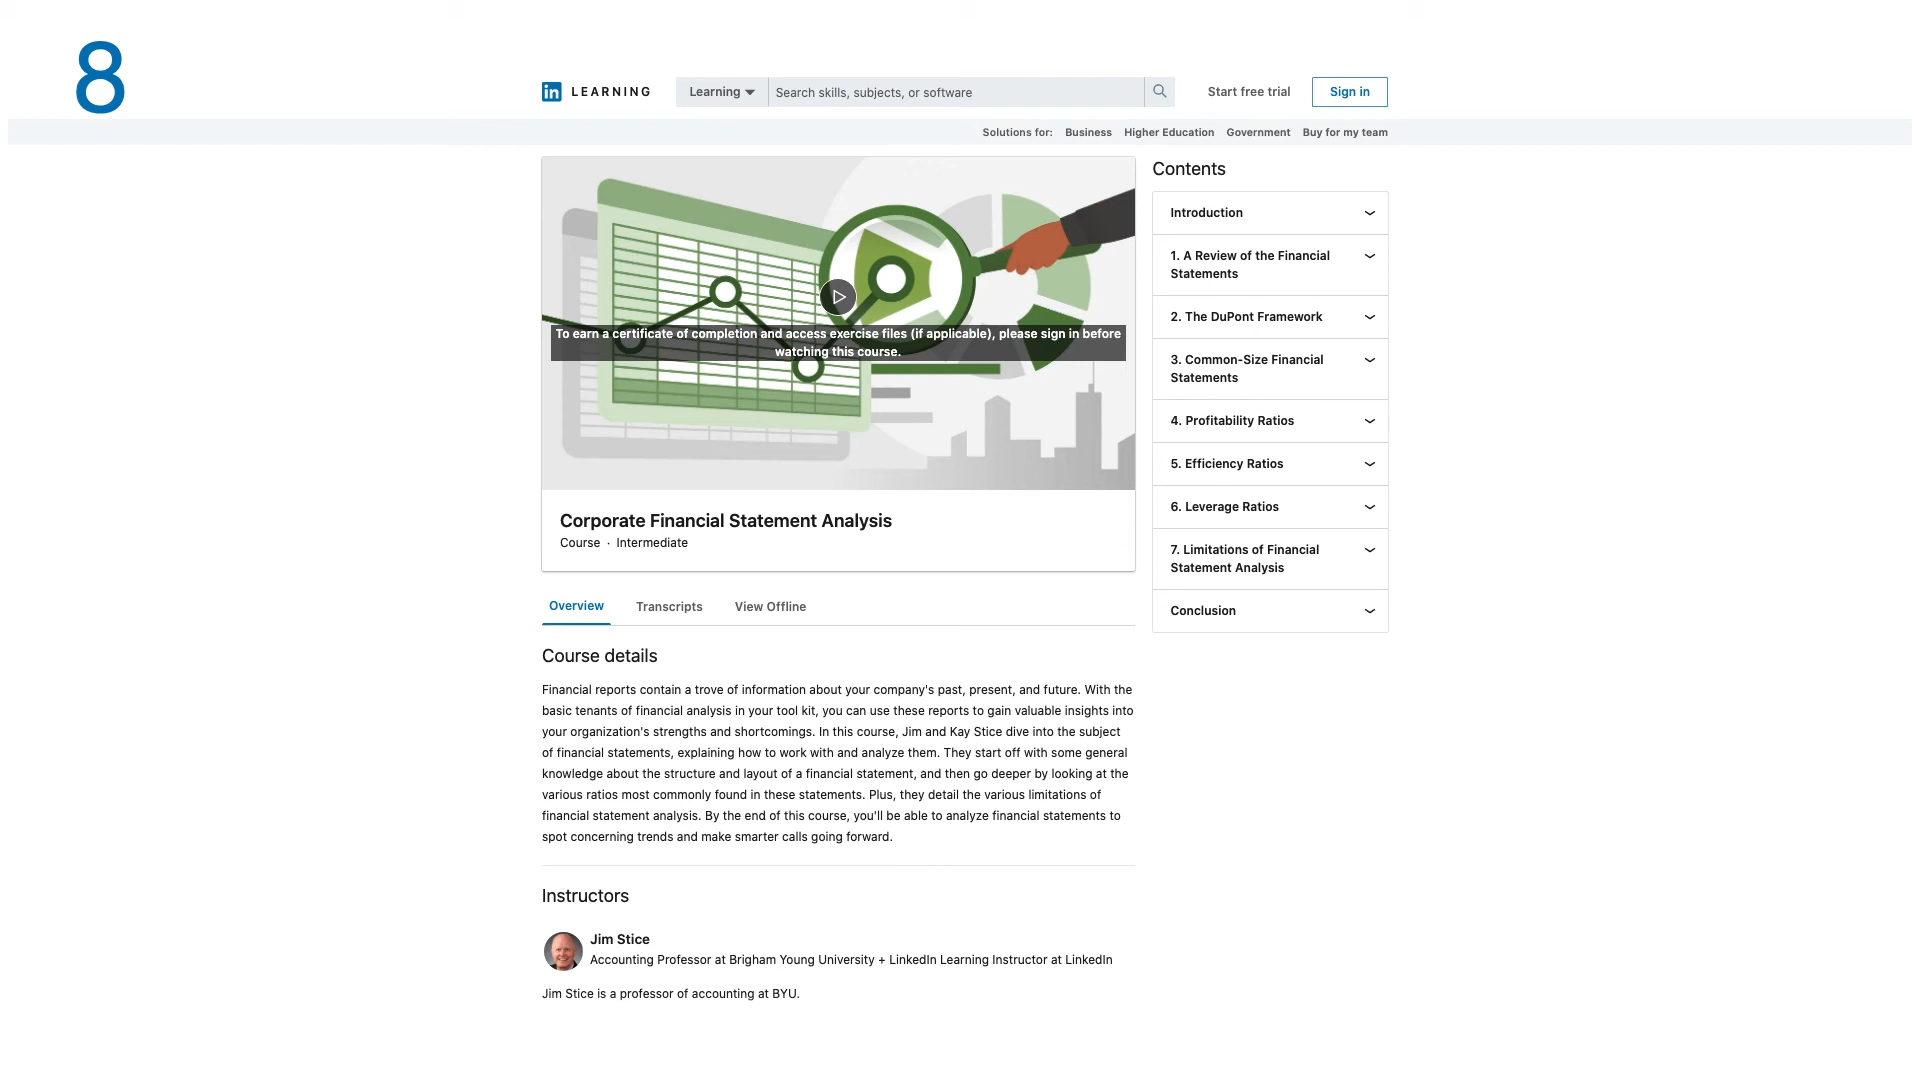 8
in LEARNING
Learning
Search skills, subjects, or software
Start free trial
Sign in
Solutions for: Business Higher Education Government Buy for my team
To earn a certificate of completion and access exercise files (if applicable), please sign in before
watching this course.
Corporate Financial Statement Analysis
Course · Intermediate
Overview Transcripts View Offline
Course details
Financial reports contain a trove of information about your company's past, present, and future. With the
basic tenants of financial analysis in your tool kit, you can use these reports to gain valuable insights into
your organization's strengths and shortcomings. In this course, Jim and Kay Stice dive into the subject
of financial statements, explaining how to work with and analyze them. They start off with some general
knowledge about the structure and layout of a financial statement, and then go deeper by looking at the
various ratios most commonly found in these statements. Plus, they detail the various limitations of
financial statement analysis. By the end of this course, you'll be able to analyze financial statements to
spot concerning trends and make smarter calls going forward.
Instructors
Jim Stice
Accounting Professor at Brigham Young University + LinkedIn Learning Instructor at LinkedIn
Jim Stice is a professor of accounting at BYU.
Contents
Introduction
1. A Review of the Financial
Statements
2. The DuPont Framework
3. Common-Size Financial
Statements
4. Profitability Ratios
5. Efficiency Ratios
6. Leverage Ratios
7. Limitations of Financial
Statement Analysis
Conclusion